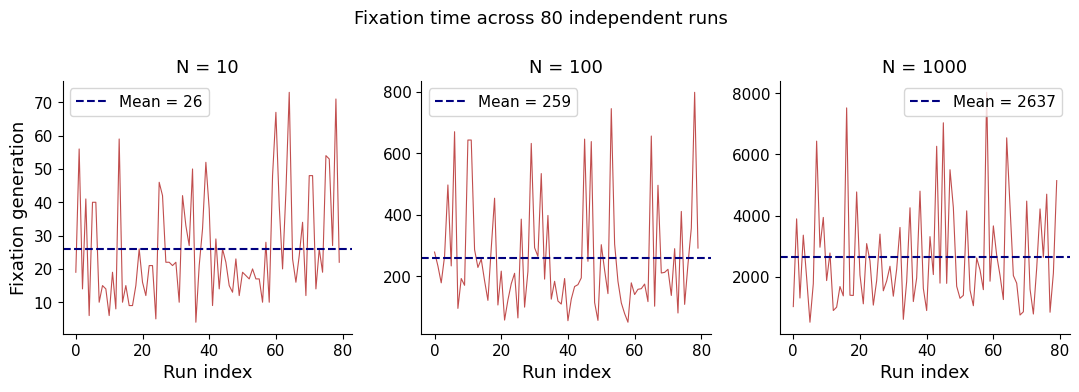 Fixation time across 80 independent runs
N = 10
Fixation generation
70
60
50
40
30
20
10
Mean = 26
0 20 40 60 80
Run index
N = 100
800
600
400
200
Mean = 259
0 20 40 60 80
Run index
N = 1000
8000
6000
4000
2000
Mean = 2637
0 20 40 60 80
Run index